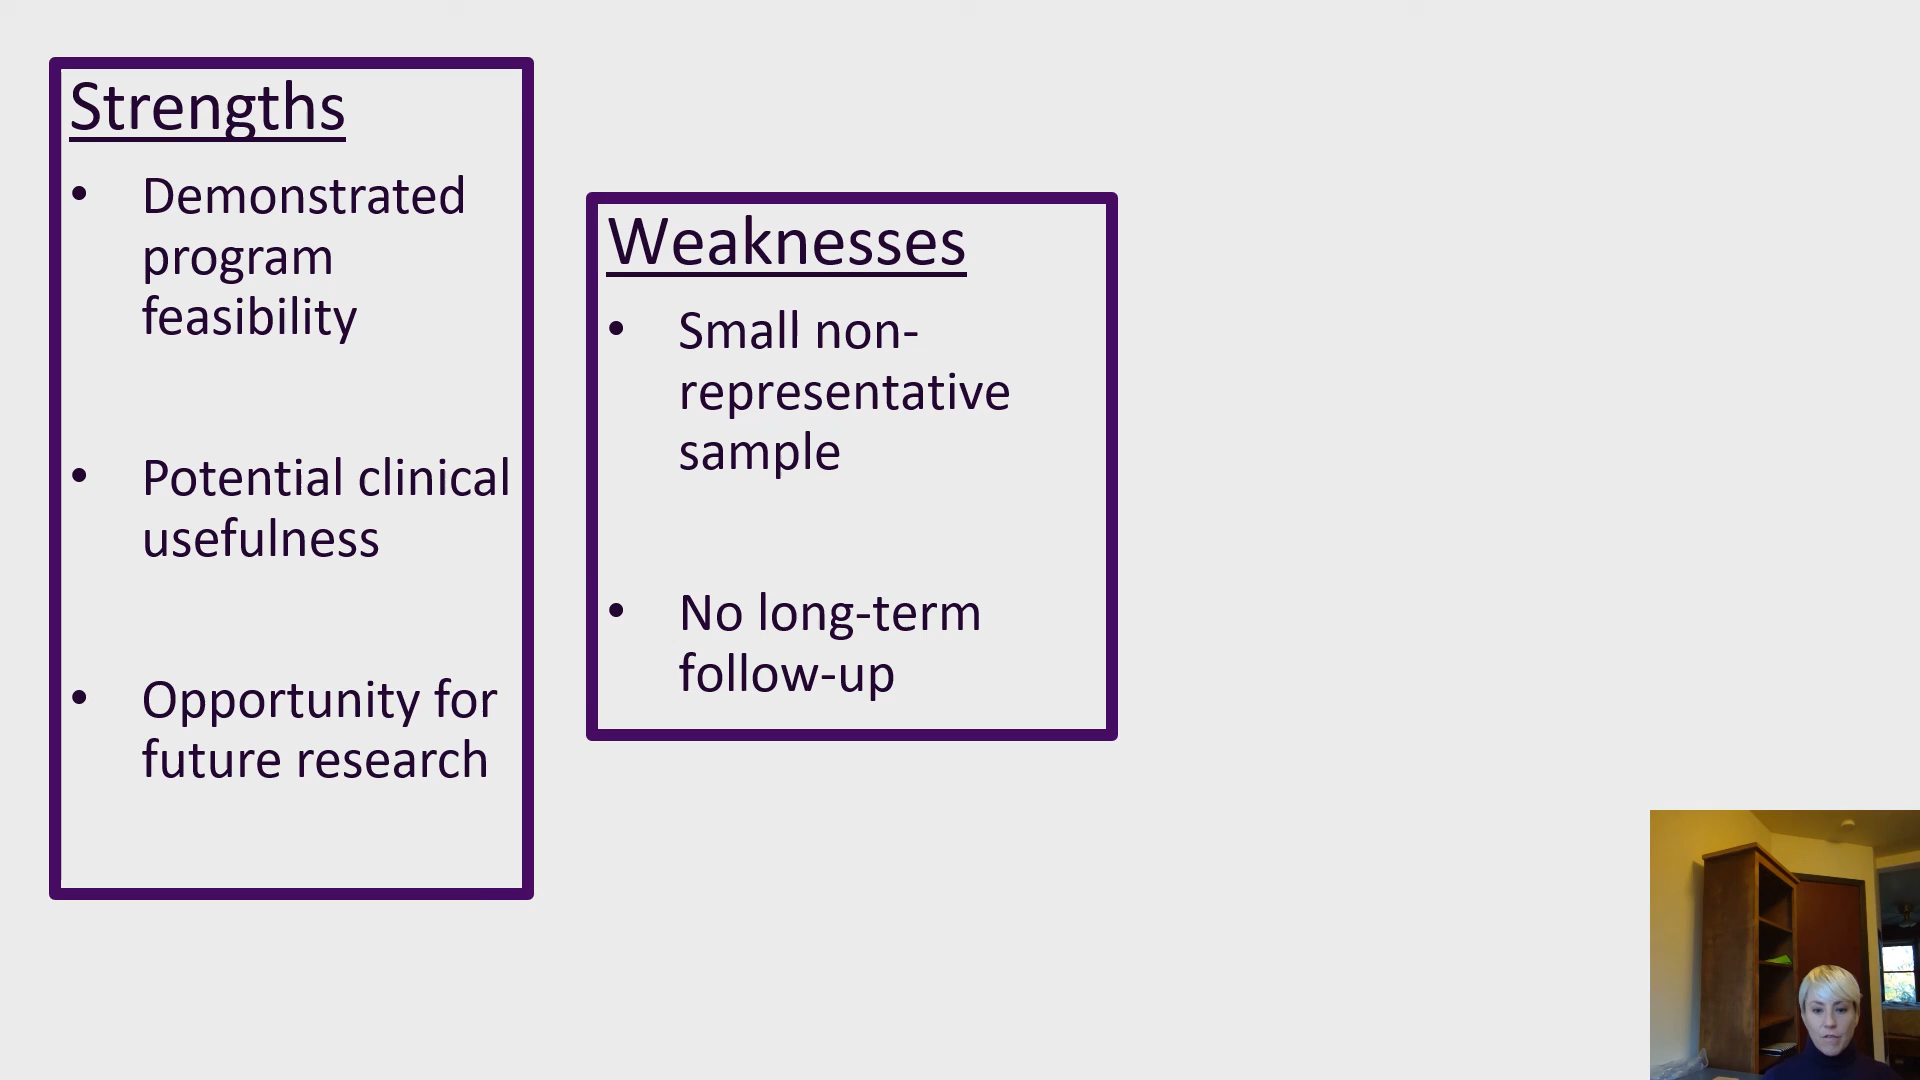 Strengths
• Demonstrated
program
feasibility
• Potential clinical
usefulness
• Opportunity for
future research
Weaknesses
• Small non-
representative
sample
• No long-term
follow-up